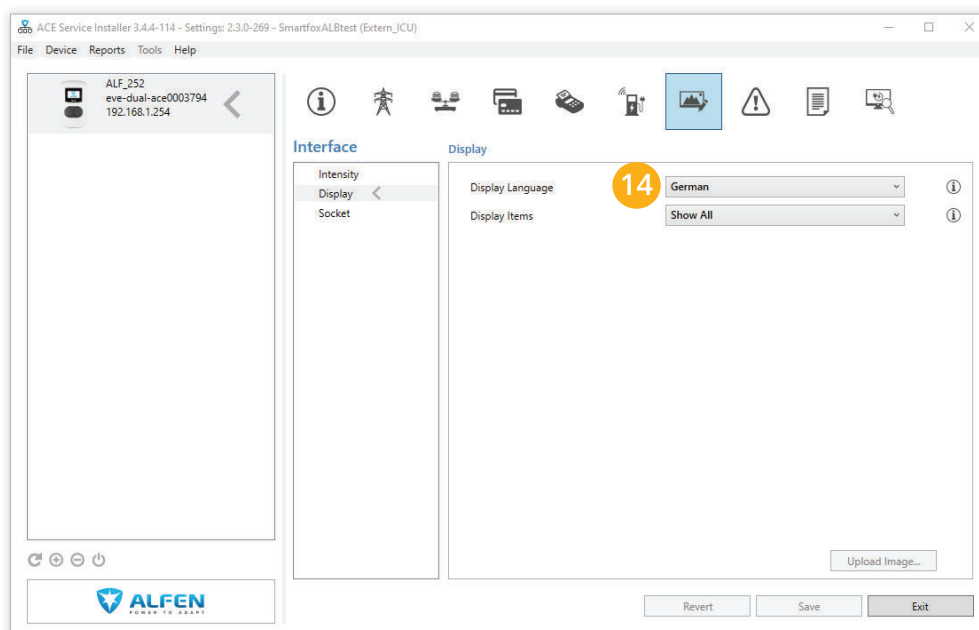 ACE Service Installer 3.4.4-114 - Settings: 2.3.0-269 - SmartfoxALBtest (Extern_ICU)
File Device Reports Tools Help
ALF_252
eve-dual-ace0003794
192.168.1.254
Interface
Intensity
Display
Socket
Display
Display Language
14
German
Display Items
Show All
Upload Image...
ALFEN
POWER TO ADAPT
Revert
Save
Exit